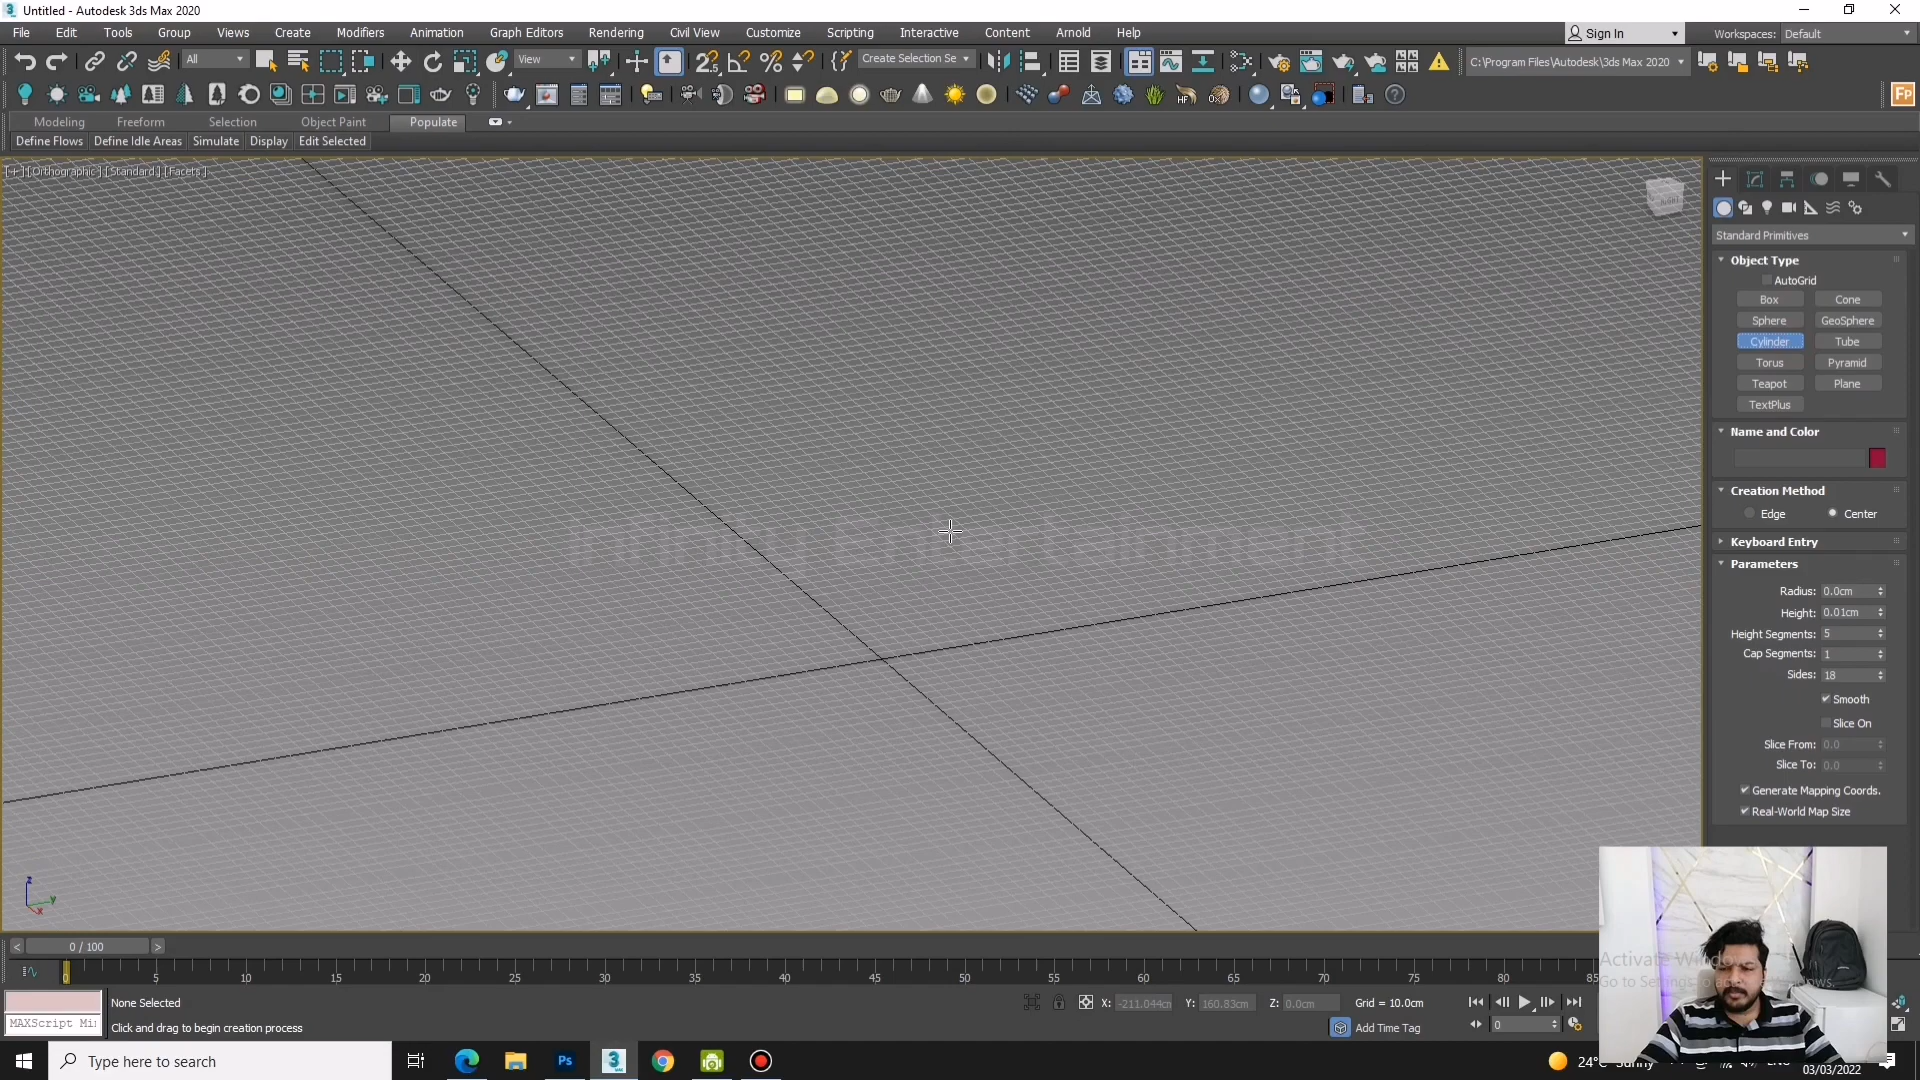 Untitled - Autodesk 3ds Max 2020
File Edit Tools Group Views Create Modifiers Animation Graph Editors Rendering Civil View Customize Scripting Interactive Content Arnold Help
Sign In
Workspaces: Default
All
View
Create Selection Se
C:\Program Files\Autodesk\3ds Max 2020
Fp
Modeling Freeform Selection Object Paint Populate
Define Flows Define Idle Areas Simulate Display Edit Selected
[+] [Orthographic] [Standard] [Facets]
RIGHT
Standard Primitives
Object Type
AutoGrid
Box Cone
Sphere GeoSphere
Cylinder Tube
Torus Pyramid
Teapot Plane
TextPlus
Name and Color
Creation Method
Edge Center
Keyboard Entry
Parameters
Radius: 0.0cm
Height: 0.01cm
Height Segments: 5
Cap Segments: 1
Sides: 18
Smooth
Slice On
Slice From: 0.0
Slice To: 0.0
Generate Mapping Coords.
Real-World Map Size
z
y
x
< 0 / 100 >
0 5 10 15 20 25 30 35 40 45 50 55 60 65 70 75 80 85
None Selected
X: -211.044cm Y: 160.83cm Z: 0.0cm Grid = 10.0cm
MAXScript Mi
Click and drag to begin creation process
Add Time Tag
0
Activate Windows
Go to Settings to activate Windows.
Type here to search
Ps
3
24°C Sunny
03/03/2022